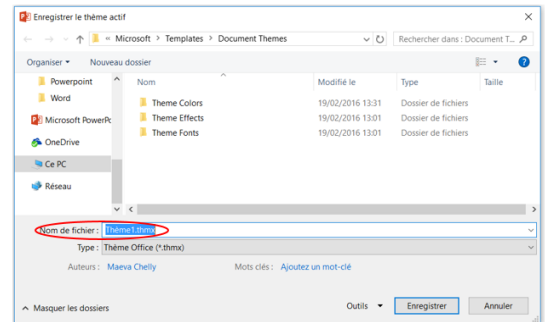 Enregistrer le thème actif
« Microsoft > Templates > Document Themes
Rechercher dans : Document T...
Organiser
Nouveau dossier
Powerpoint
Word
Microsoft PowerPo
OneDrive
Ce PC
Réseau
Nom Modifié le Type Taille
Theme Colors 19/02/2016 13:31 Dossier de fichiers
Theme Effects 19/02/2016 13:01 Dossier de fichiers
Theme Fonts 19/02/2016 13:01 Dossier de fichiers
Nom de fichier : Thème1.thmx
Type : Thème Office (*.thmx)
Auteurs : Maeva Chelly Mots clés : Ajoutez un mot-clé
Masquer les dossiers
Outils
Enregistrer
Annuler